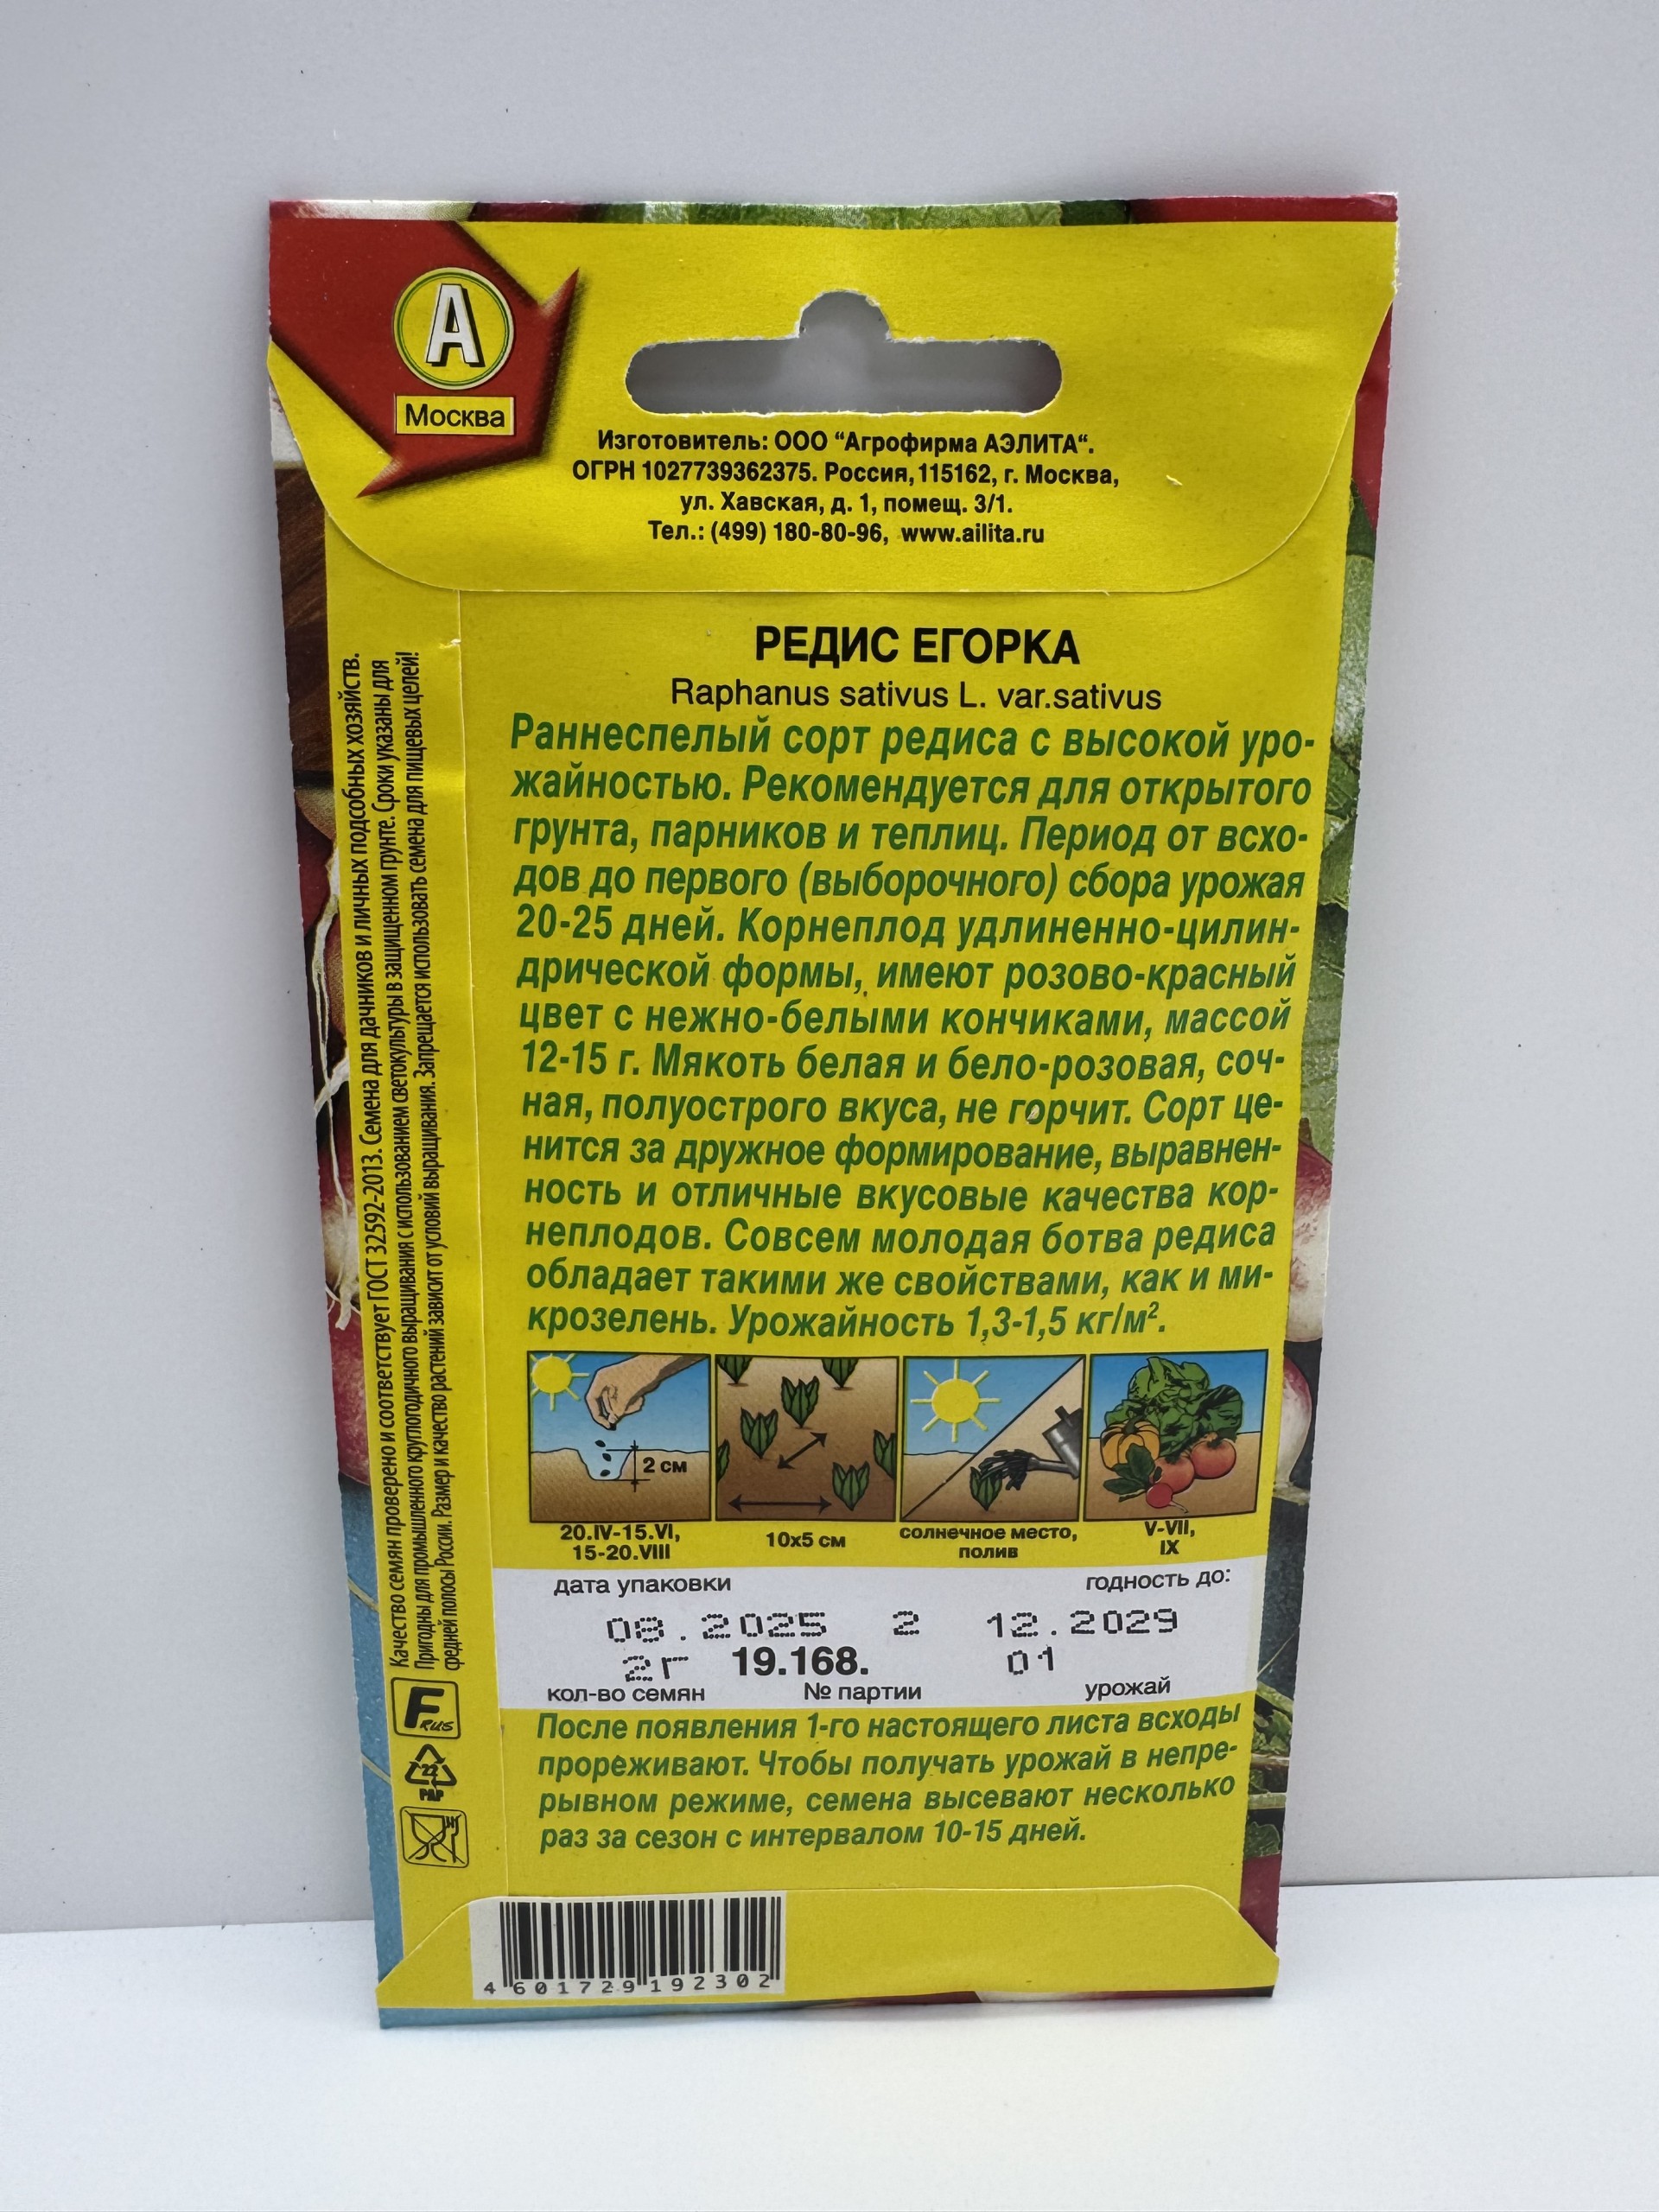 А
Москва
Изготовитель: ООО “Агрофирма АЭЛИТА“.
ОГРН 1027739362375. Россия, 115162, г. Москва,
ул. Хавская, д. 1, помещ. 3/1.
Тел.: (499) 180-80-96, www.ailita.ru
РЕДИС ЕГОРКА
Raphanus sativus L. var.sativus
Раннеспелый сорт редиса с высокой уро-
жайностью. Рекомендуется для открытого
грунта, парников и теплиц. Период от всхо-
дов до первого (выборочного) сбора урожая
20-25 дней. Корнеплод удлиненно-цилин-
дрической формы, имеют розово-красный
цвет с нежно-белыми кончиками, массой
12-15 г. Мякоть белая и бело-розовая, соч-
ная, полуострого вкуса, не горчит. Сорт це-
нится за дружное формирование, выравнен-
ность и отличные вкусовые качества кор-
неплодов. Совсем молодая ботва редиса
обладает такими же свойствами, как и ми-
крозелень. Урожайность 1,3-1,5 кг/м².
2 см
20.IV-15.VI,
15-20.VIII
10х5 см
солнечное место,
полив
V-VII,
IX
дата упаковки годность до:
08.2025 2 12.2029
2г 19.168. 01
кол-во семян № партии урожай
После появления 1-го настоящего листа всходы
прореживают. Чтобы получать урожай в непре-
рывном режиме, семена высевают несколько
раз за сезон с интервалом 10-15 дней.
Качество семян проверено и соответствует ГОСТ 32592-2013. Семена для дачников и личных подсобных хозяйств.
Пригодны для промышленного круглогодичного выращивания с использованием светокультуры в защищенном грунте. Сроки указаны для
средней полосы России. Размер и качество растений зависит от условий выращивания. Запрещается использовать семена для пищевых целей!
F RUS
22
PAP
4 601729 192302